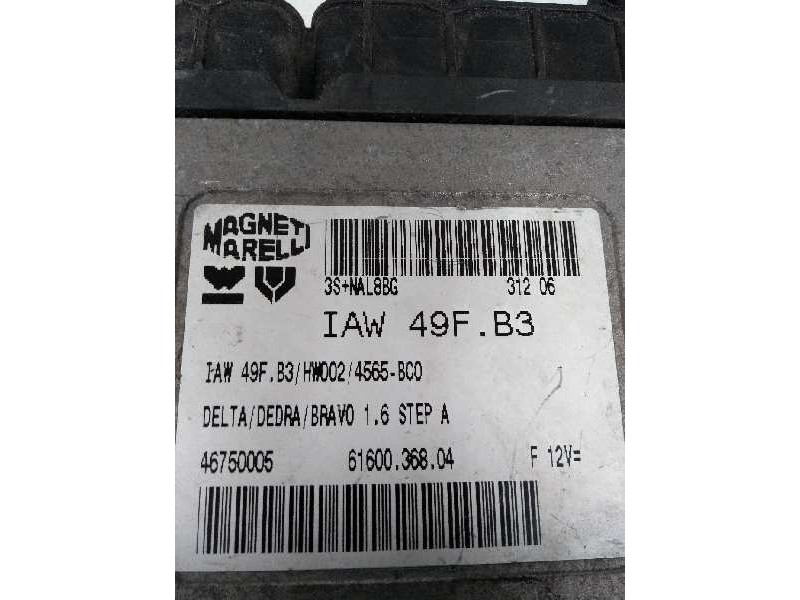 MAGNETI
MARELLI
3S+NAL8BG 312 06
IAW 49F.B3
IAW 49F.B3/HW002/4565-BC0
DELTA/DEDRA/BRAVO 1.6 STEP A
46750005 61600.368.04 F 12V=